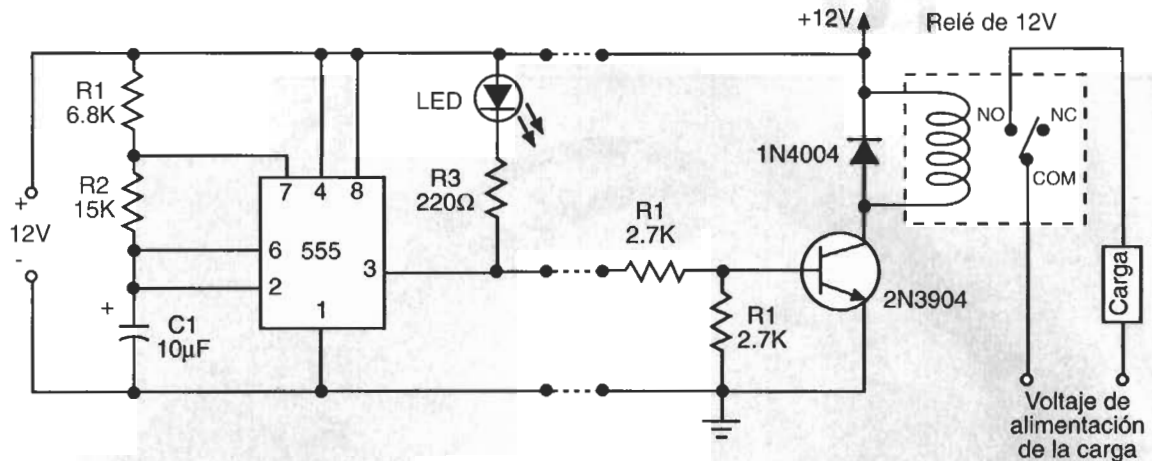 +12V
Relé de 12V
R1
6.8K
LED
NO
NC
1N4004
COM
7
4
8
R3
220Ω
R2
15K
+
12V
-
6
555
3
2
1
R1
2.7K
+
C1
10µF
R1
2.7K
2N3904
Carga
Voltaje de
alimentación
de la carga